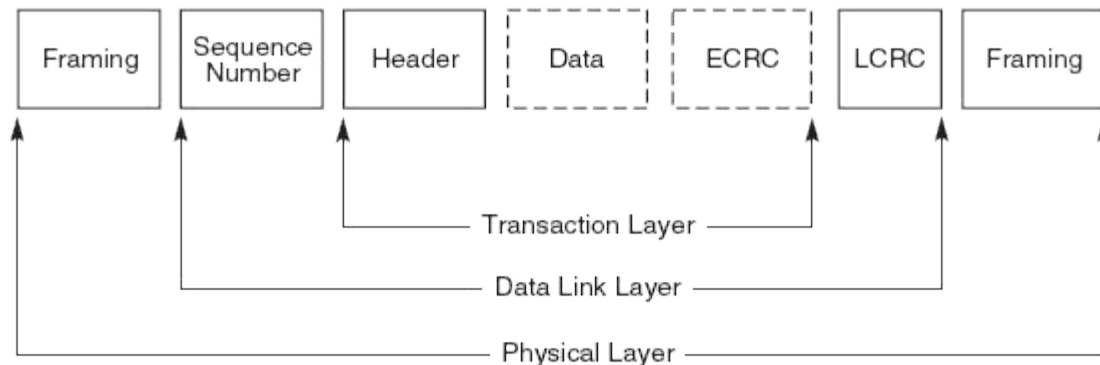 Framing
Sequence
Number
Header
Data
ECRC
LCRC
Framing
Transaction Layer
Data Link Layer
Physical Layer